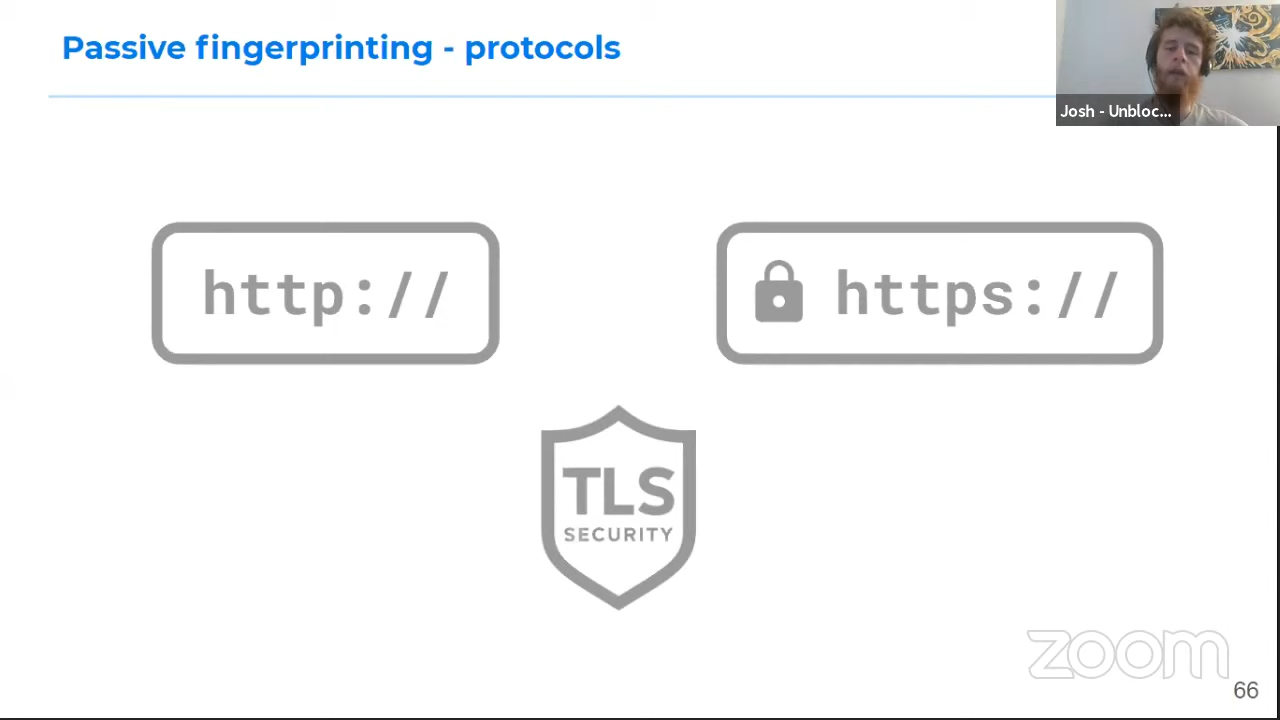 Passive fingerprinting - protocols
Josh - Unbloc...
http://
https://
TLS
SECURITY
zoom
66